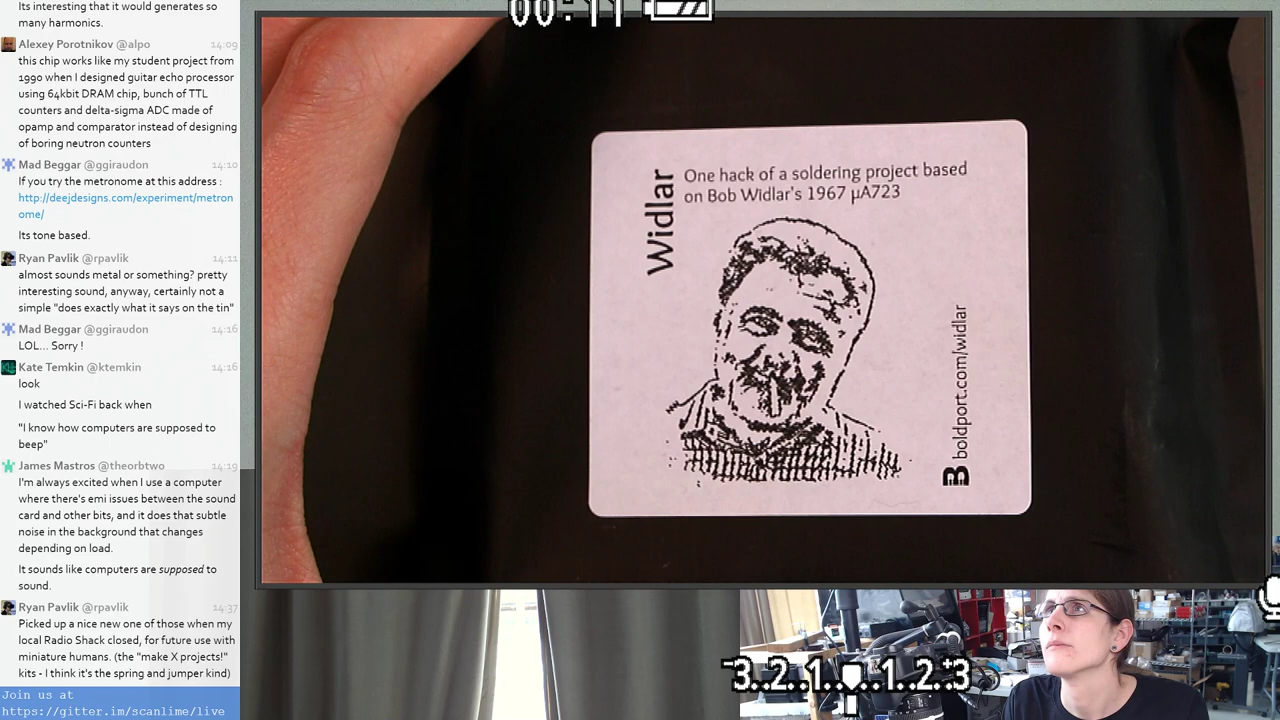 Its interesting that it would generates so
many harmonics.
Alexey Porotnikov @alpo 14:09
this chip works like my student project from
1990 when I designed guitar echo processor
using 64kbit DRAM chip, bunch of TTL
counters and delta-sigma ADC made of
opamp and comparator instead of designing
of boring neutron counters
Mad Beggar @ggiraudon 14:10
If you try the metronome at this address :
http://deejdesigns.com/experiment/metron
ome/
Its tone based.
Ryan Pavlik @rpavlik 14:11
almost sounds metal or something? pretty
interesting sound, anyway, certainly not a
simple "does exactly what it says on the tin"
Mad Beggar @ggiraudon 14:16
LOL... Sorry !
Kate Temkin @ktemkin 14:16
look
I watched Sci-Fi back when
"I know how computers are supposed to
beep"
James Mastros @theorbtwo 14:19
I'm always excited when I use a computer
where there's emi issues between the sound
card and other bits, and it does that subtle
noise in the background that changes
depending on load.
It sounds like computers are supposed to
sound.
Ryan Pavlik @rpavlik 14:37
Picked up a nice new one of those when my
local Radio Shack closed, for future use with
miniature humans. (the "make X projects!"
kits - I think it's the spring and jumper kind)
Join us at
https://gitter.im/scanlime/live
00:11
Widlar
One hack of a soldering project based
on Bob Widlar's 1967 µA723
B boldport.com/widlar
-3..2..1....1..2..+3